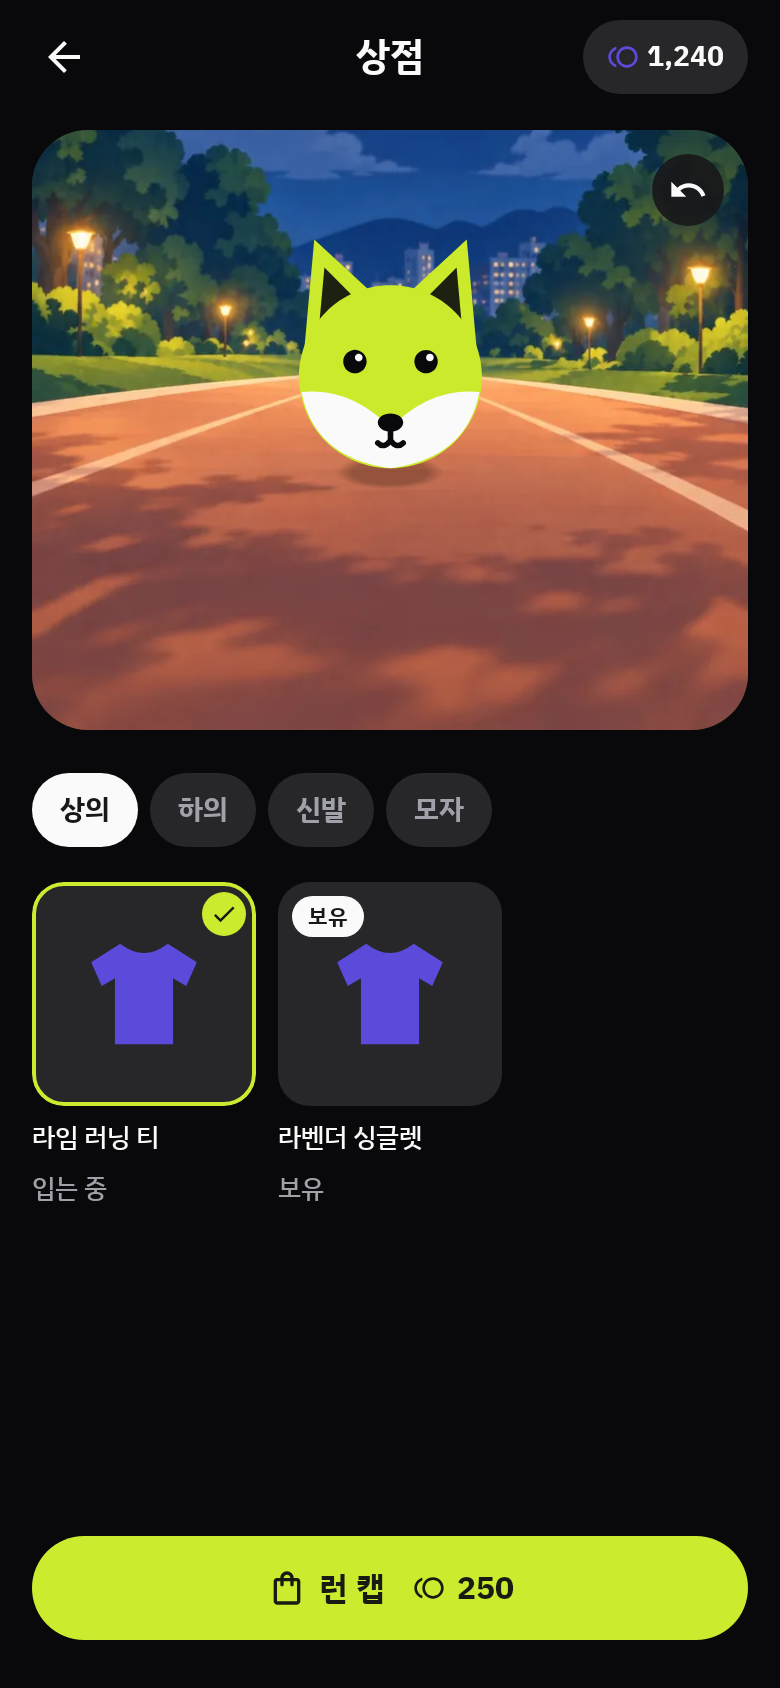 상점
1,240
상의
하의
신발
모자
보유
라임 러닝 티
라벤더 싱글렛
입는 중
보유
런 캡 250